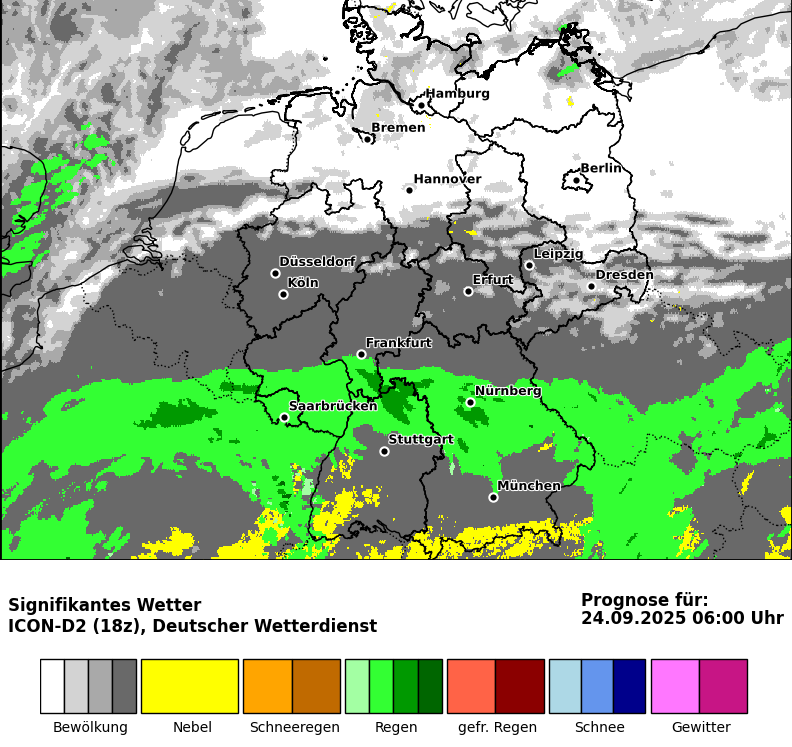 Hamburg
Bremen
Berlin
Hannover
Leipzig
Düsseldorf
Dresden
Köln
Erfurt
Frankfurt
Nürnberg
Saarbrücken
Stuttgart
München
Signifikantes Wetter
ICON-D2 (18z), Deutscher Wetterdienst
Prognose für:
24.09.2025 06:00 Uhr
Bewölkung Nebel Schneeregen Regen gefr. Regen Schnee Gewitter